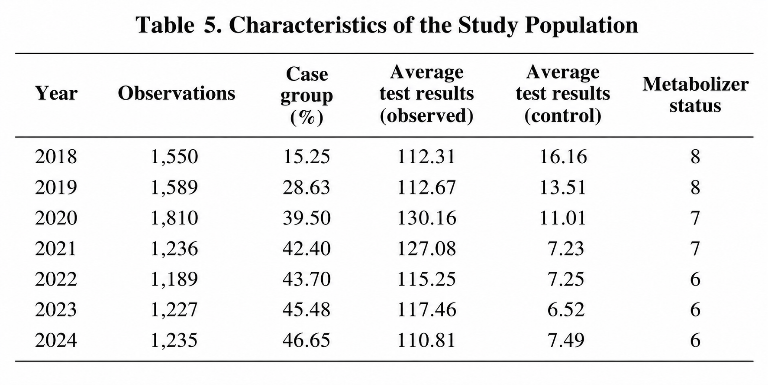 Table 5. Characteristics of the Study Population
Year Observations Case group (%) Average test results (observed) Average test results (control) Metabolizer status
2018 1,550 15.25 112.31 16.16 8
2019 1,589 28.63 112.67 13.51 8
2020 1,810 39.50 130.16 11.01 7
2021 1,236 42.40 127.08 7.23 7
2022 1,189 43.70 115.25 7.25 6
2023 1,227 45.48 117.46 6.52 6
2024 1,235 46.65 110.81 7.49 6